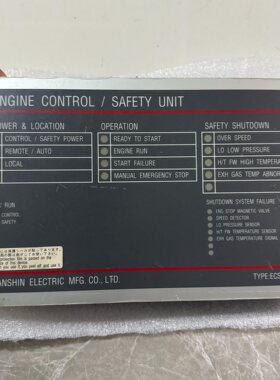 NGINE CONTROL / SAFETY UNIT
WER & LOCATION
CONTROL / SAFETY POWER
REMOTE / AUTO
LOCAL
OPERATION
READY TO START
ENGINE RUN
START FAILURE
MANUAL EMERGENCY STOP
SAFETY SHUTDOWN
OVER SPEED
LO LOW PRESSURE
H/T FW HIGH TEMPERA
EXH GAS TEMP ABNOR
RUN
CONTROL
SAFETY
SHUTDOWN SYSTEM FAILURE
ENG STOP MAGNETIC VALVE
SPEED DETECTOR
LO PRESSURE SENSOR
H/T FW TEMPERATURE SENSOR
EXH GAS TEMPERATURE SIGNAL
ANSHIN ELECTRIC MFG. CO., LTD.
TYPE:ECS